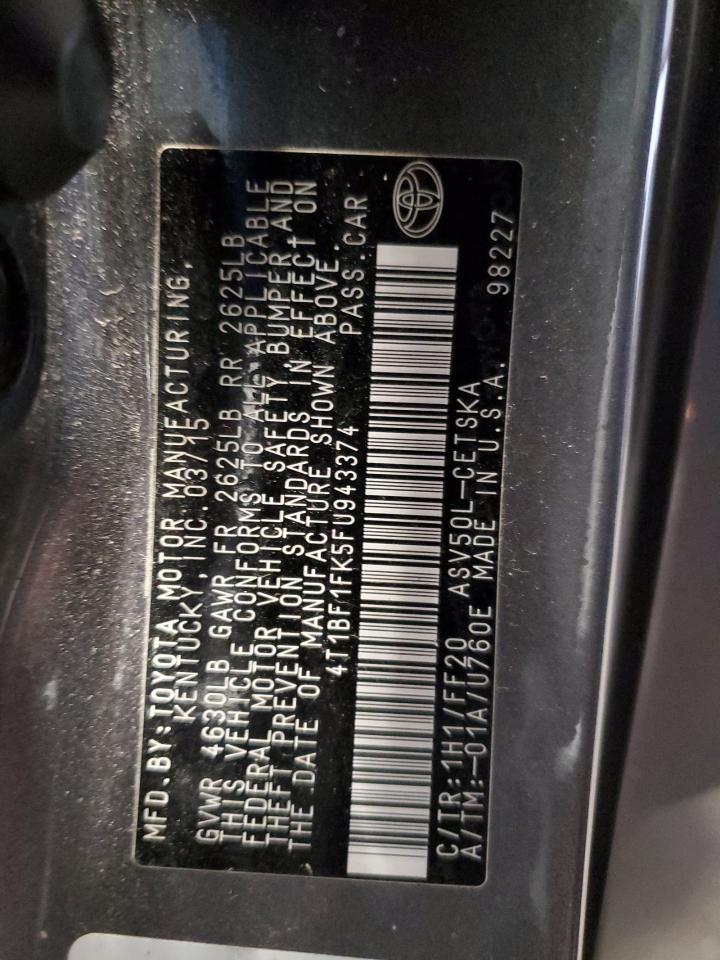 MFD.BY:TOYOTA MOTOR MANUFACTURING,
KENTUCKY, INC.03/15
GVWR 4630LB GAWR FR 2625LB RR 2625LB
THIS VEHICLE CONFORMS TO ALL APPLICABLE
FEDERAL MOTOR VEHICLE SAFETY BUMPER, AND
THEFT PREVENTION STANDARDS IN EFFECT ON
THE DATE OF MANUFACTURE SHOWN ABOVE.
4T1BF1FK5FU943374 PASS.CAR
C/TR:1H1/FF20 ASV50L-CETSKA
A/TM:-01A/U760E MADE IN U.S.A. 98227